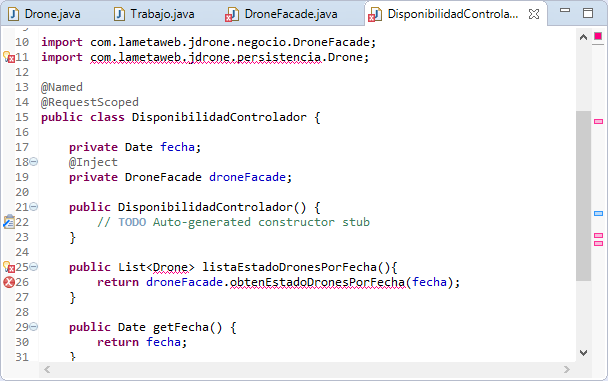 Drone.java Trabajo.java DroneFacade.java DisponibilidadControla...
9
10 import com.lametaweb.jdrone.negocio.DroneFacade;
11 import com.lametaweb.jdrone.persistencia.Drone;
12
13 @Named
14 @RequestScoped
15 public class DisponibilidadControlador {
16
17     private Date fecha;
18     @Inject
19     private DroneFacade droneFacade;
20
21     public DisponibilidadControlador() {
22         // TODO Auto-generated constructor stub
23     }
24
25     public List<Drone> listaEstadoDronesPorFecha(){
26         return droneFacade.obtenEstadoDronesPorFecha(fecha);
27     }
28
29     public Date getFecha() {
30         return fecha;
31     }